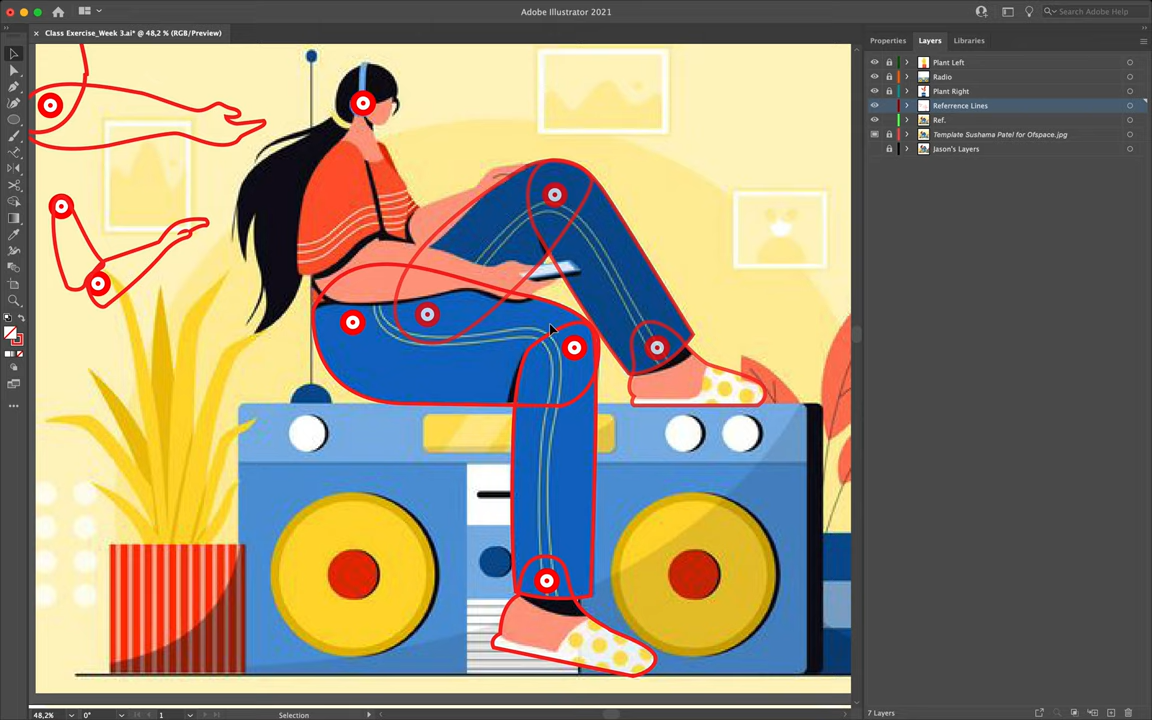 Adobe Illustrator 2021
Search Adobe Help
× Class Exercise_Week 3.ai* @ 48,2 % (RGB/Preview)
Properties Layers Libraries
Plant Left
Radio
Plant Right
Referrence Lines
Ref.
Template Sushama Patel for Ofspace.jpg
Jason's Layers
48,2% 0° 1 Selection
7 Layers